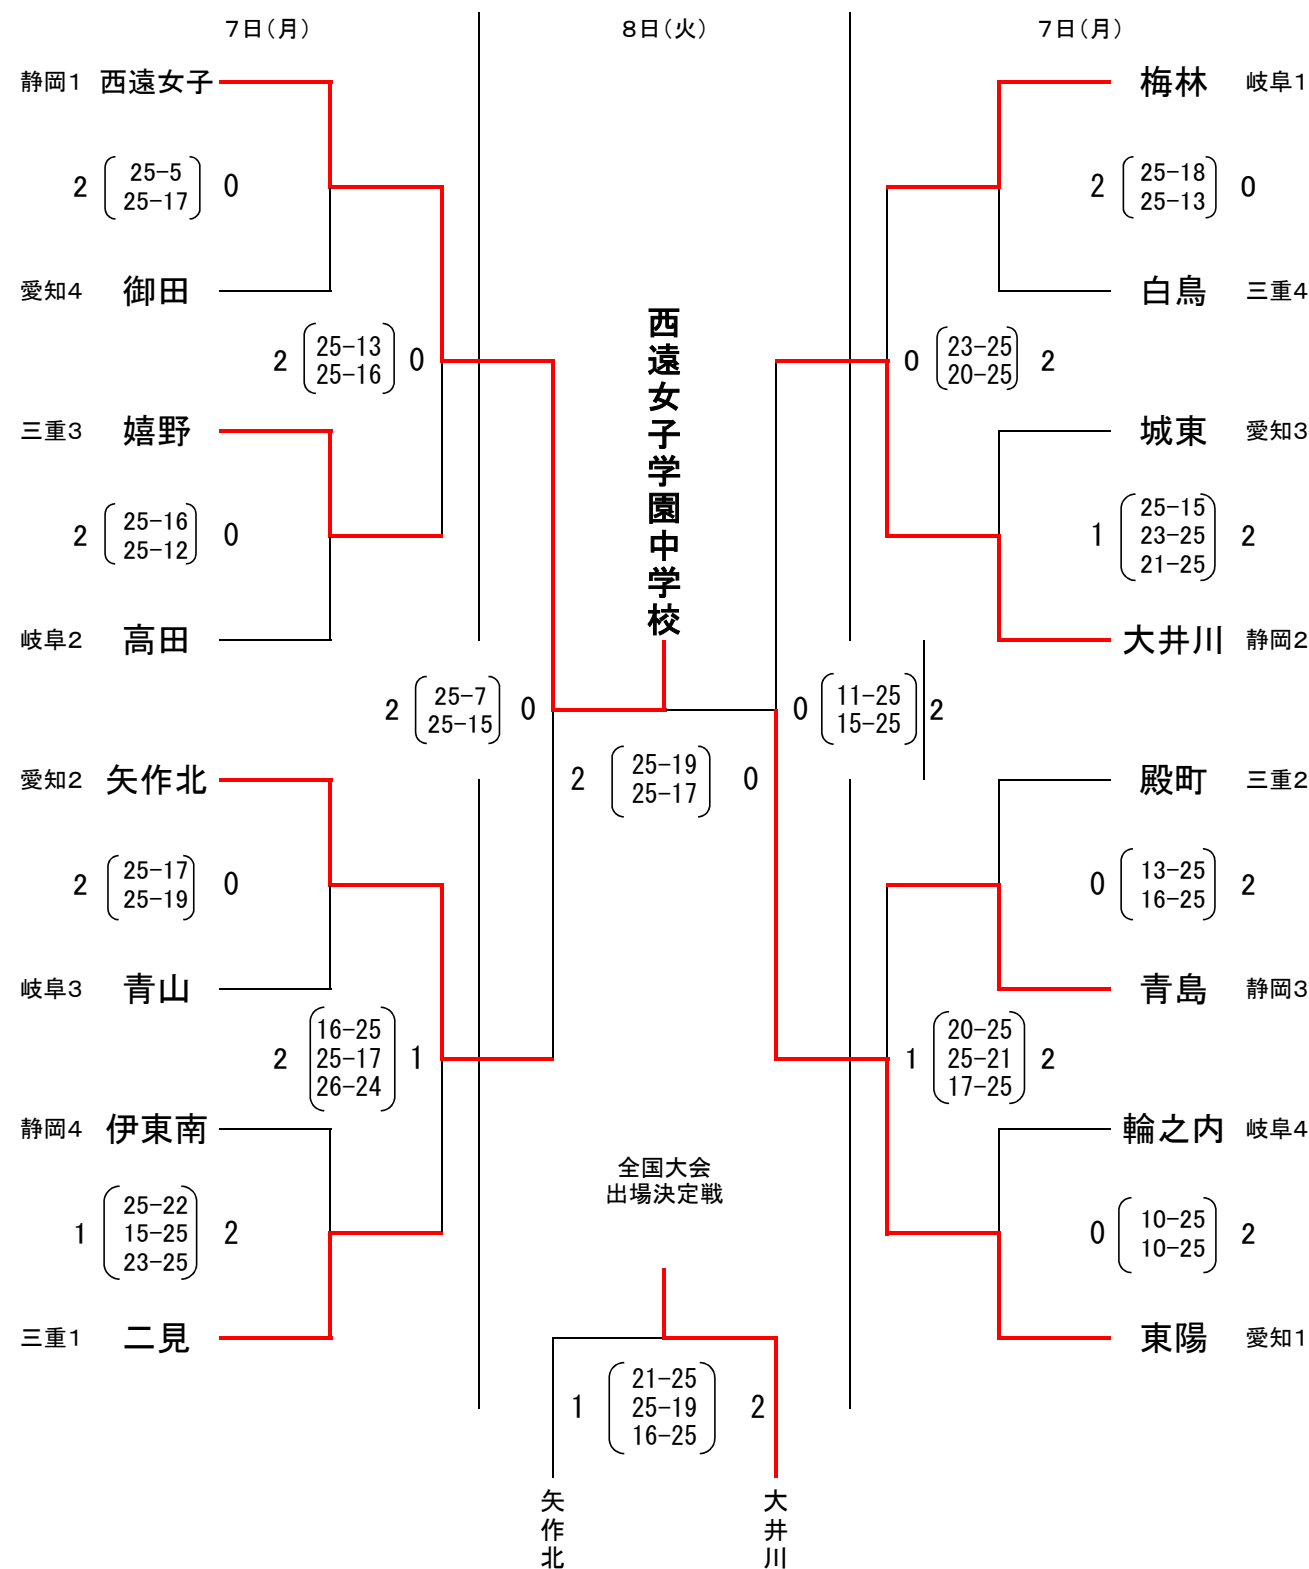 7日(月)
8日(火)
7日(月)
静岡1 西遠女子
梅林 岐阜1
2 25-5 0
25-17
2 25-18 0
25-13
愛知4 御田
白鳥 三重4
西遠女子学園中学校
2 25-13 0
25-16
0 23-25 2
20-25
三重3 嬉野
城東 愛知3
2 25-16 0
25-12
25-15
1 23-25 2
21-25
岐阜2 高田
大井川 静岡2
2 25-7 0
25-15
0 11-25 2
15-25
2 25-19 0
25-17
愛知2 矢作北
殿町 三重2
2 25-17 0
25-19
0 13-25 2
16-25
岐阜3 青山
青島 静岡3
16-25
2 25-17 1
26-24
20-25
1 25-21 2
17-25
静岡4 伊東南
輪之内 岐阜4
全国大会
出場決定戦
25-22
1 15-25 2
23-25
0 10-25 2
10-25
三重1 二見
東陽 愛知1
21-25
1 25-19 2
16-25
矢作北
大井川